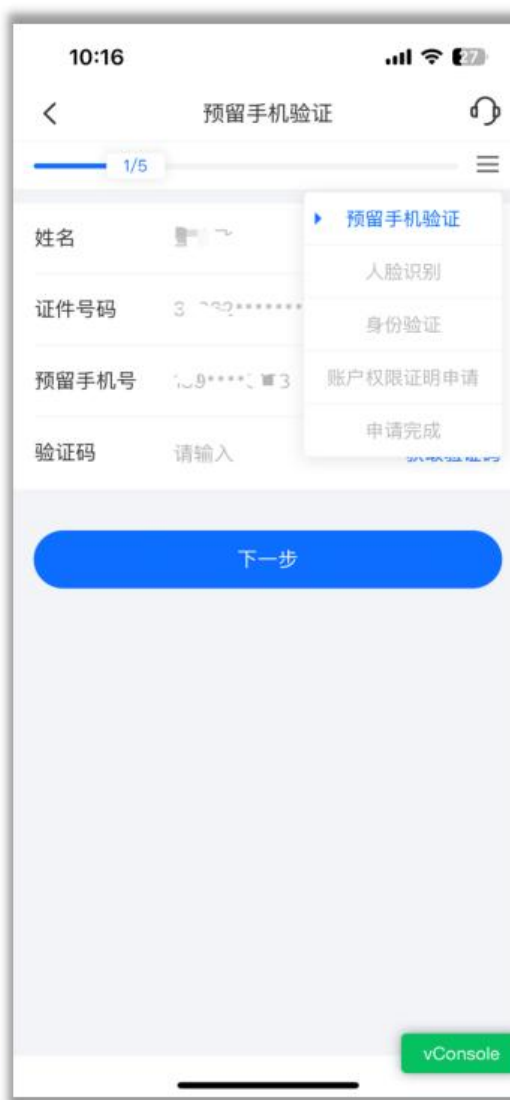 10:16
27
预留手机验证
1/5
预留手机验证
姓名
人脸识别
证件号码
身份验证
预留手机号
账户权限证明申请
申请完成
验证码 请输入
下一步
vConsole